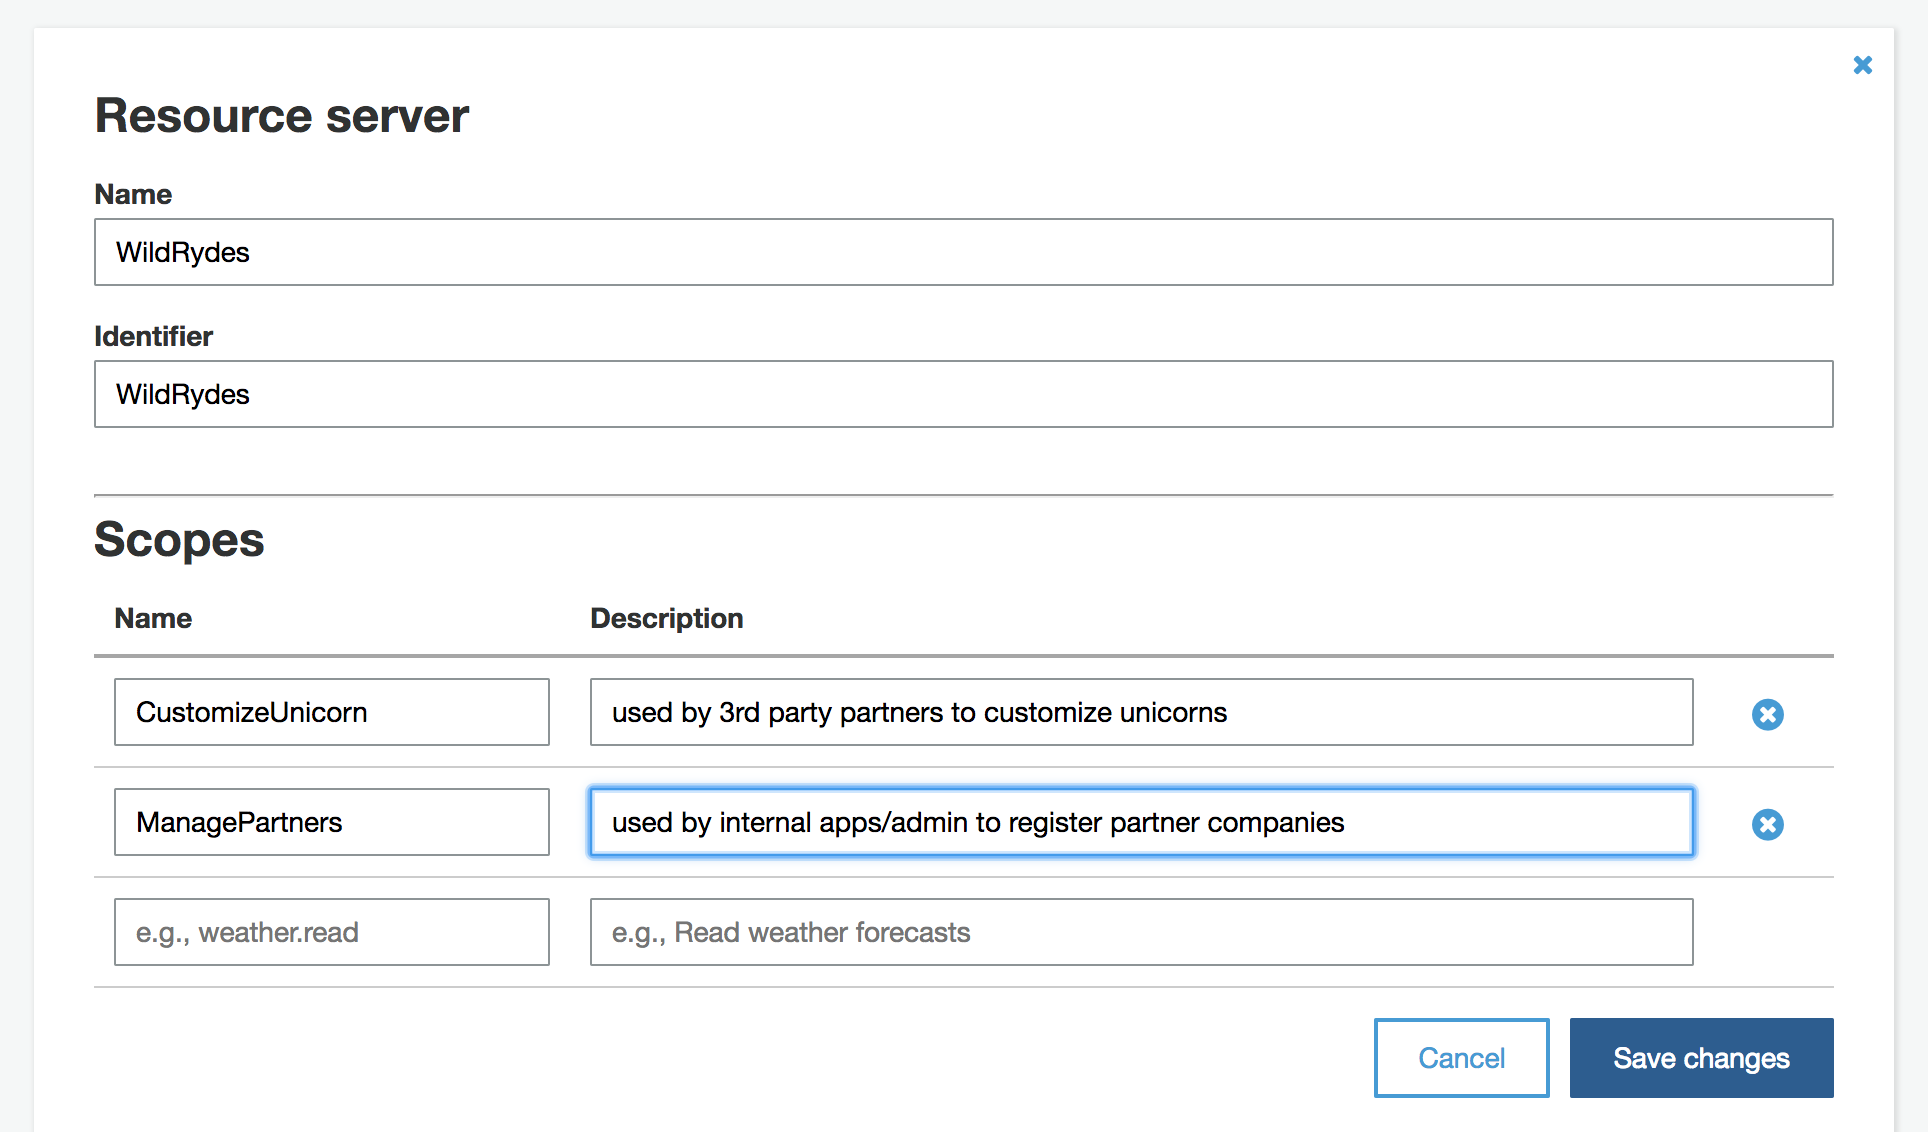 Resource server
Name
WildRydes
Identifier
WildRydes
Scopes
Name Description
CustomizeUnicorn used by 3rd party partners to customize unicorns
ManagePartners used by internal apps/admin to register partner companies
e.g., weather.read e.g., Read weather forecasts
Cancel Save changes